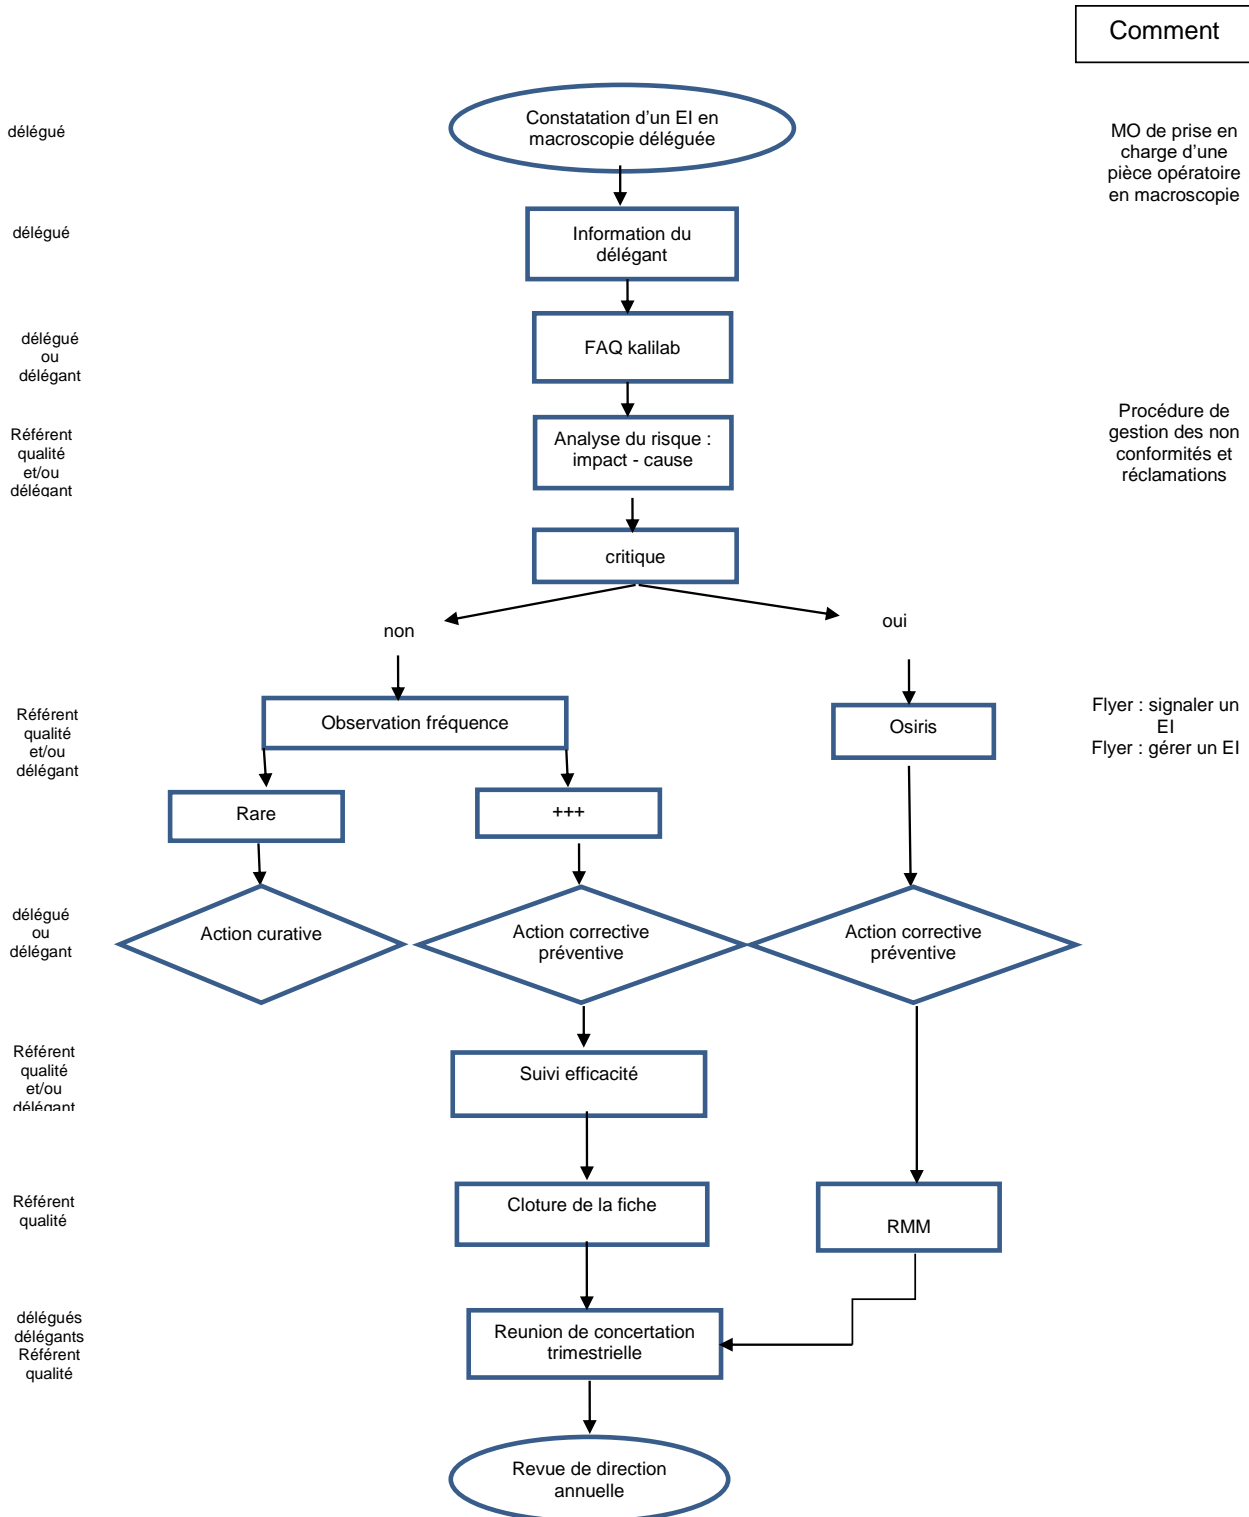 Comment
délégué
Constatation d'un EI en
macroscopie déléguée
MO de prise en
charge d'une
pièce opératoire
en macroscopie
délégué
Information du
délégant
délégué
ou
délégant
FAQ kalilab
Référent
qualité
et/ou
délégant
Analyse du risque :
impact - cause
Procédure de
gestion des non
conformités et
réclamations
critique
non
oui
Référent
qualité
et/ou
délégant
Observation fréquence
Osiris
Flyer : signaler un
EI
Flyer : gérer un EI
Rare
+++
délégué
ou
délégant
Action curative
Action corrective
préventive
Action corrective
préventive
Référent
qualité
et/ou
délégant
Suivi efficacité
Référent
qualité
Cloture de la fiche
RMM
délégués
délégants
Référent
qualité
Reunion de concertation
trimestrielle
Revue de direction
annuelle